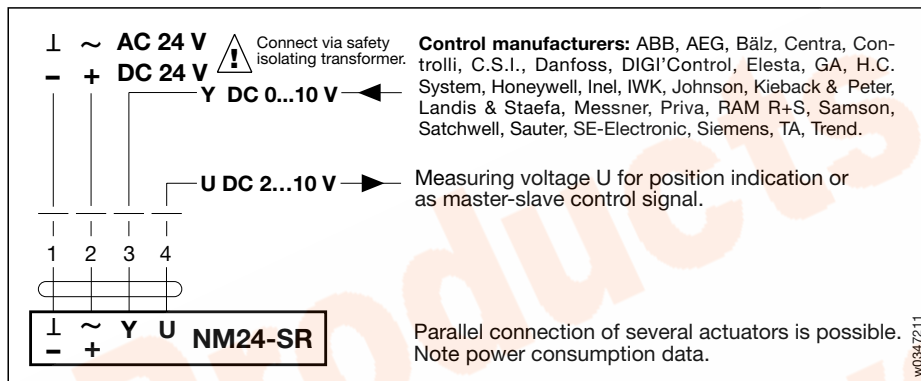 ⊥ ~ AC 24 V
– + DC 24 V
Connect via safety
isolating transformer.
Y DC 0...10 V
Control manufacturers: ABB, AEG, Bälz, Centra, Con-
trolli, C.S.I., Danfoss, DIGI'Control, Elesta, GA, H.C.
System, Honeywell, Inel, IWK, Johnson, Kieback & Peter,
Landis & Staefa, Messner, Priva, RAM R+S, Samson,
Satchwell, Sauter, SE-Electronic, Siemens, TA, Trend.
U DC 2...10 V
Measuring voltage U for position indication or
as master-slave control signal.
1 2 3 4
⊥ ~ Y U NM24-SR
– +
Parallel connection of several actuators is possible.
Note power consumption data.
w0347211
Products